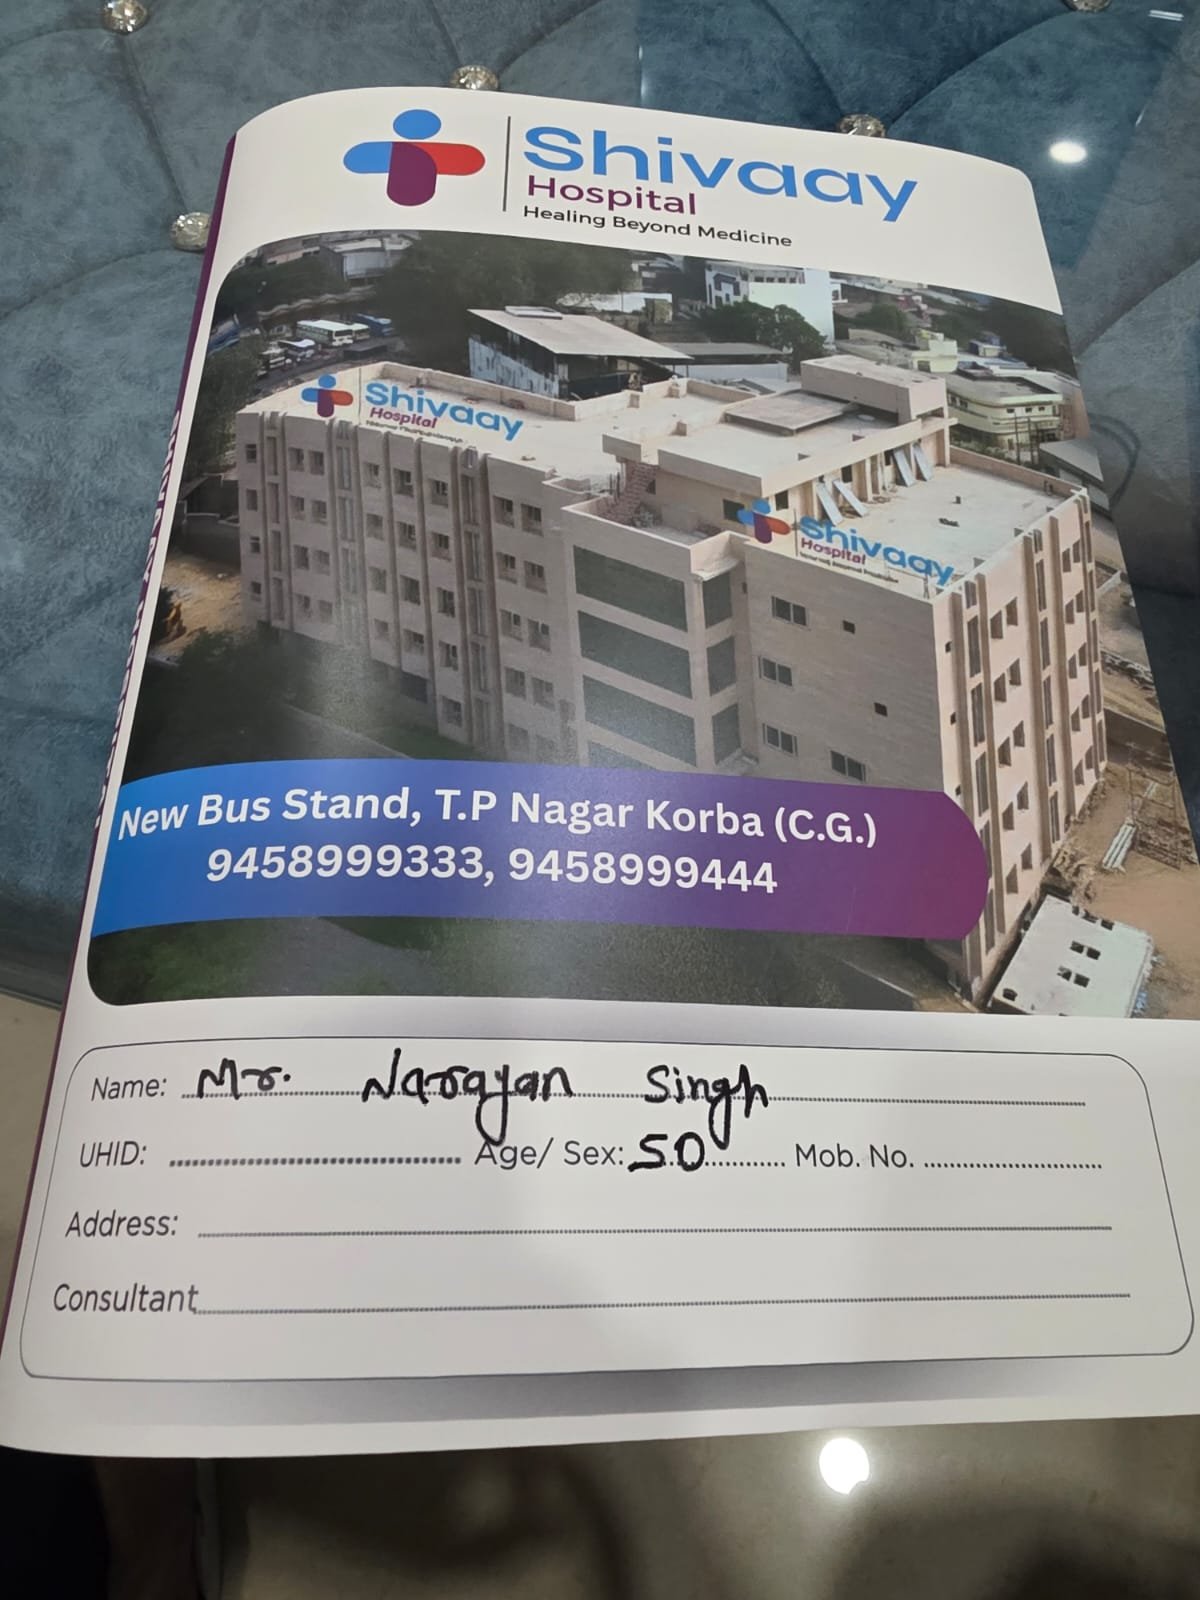 Shivaay
Hospital
Healing Beyond Medicine
Shivaay
Hospital
Shivaay
Hospital
New Bus Stand, T.P Nagar Korba (C.G.)
9458999333, 9458999444
Name: Mr. Narayan Singh
UHID: Age/ Sex: 50 Mob. No.
Address:
Consultant